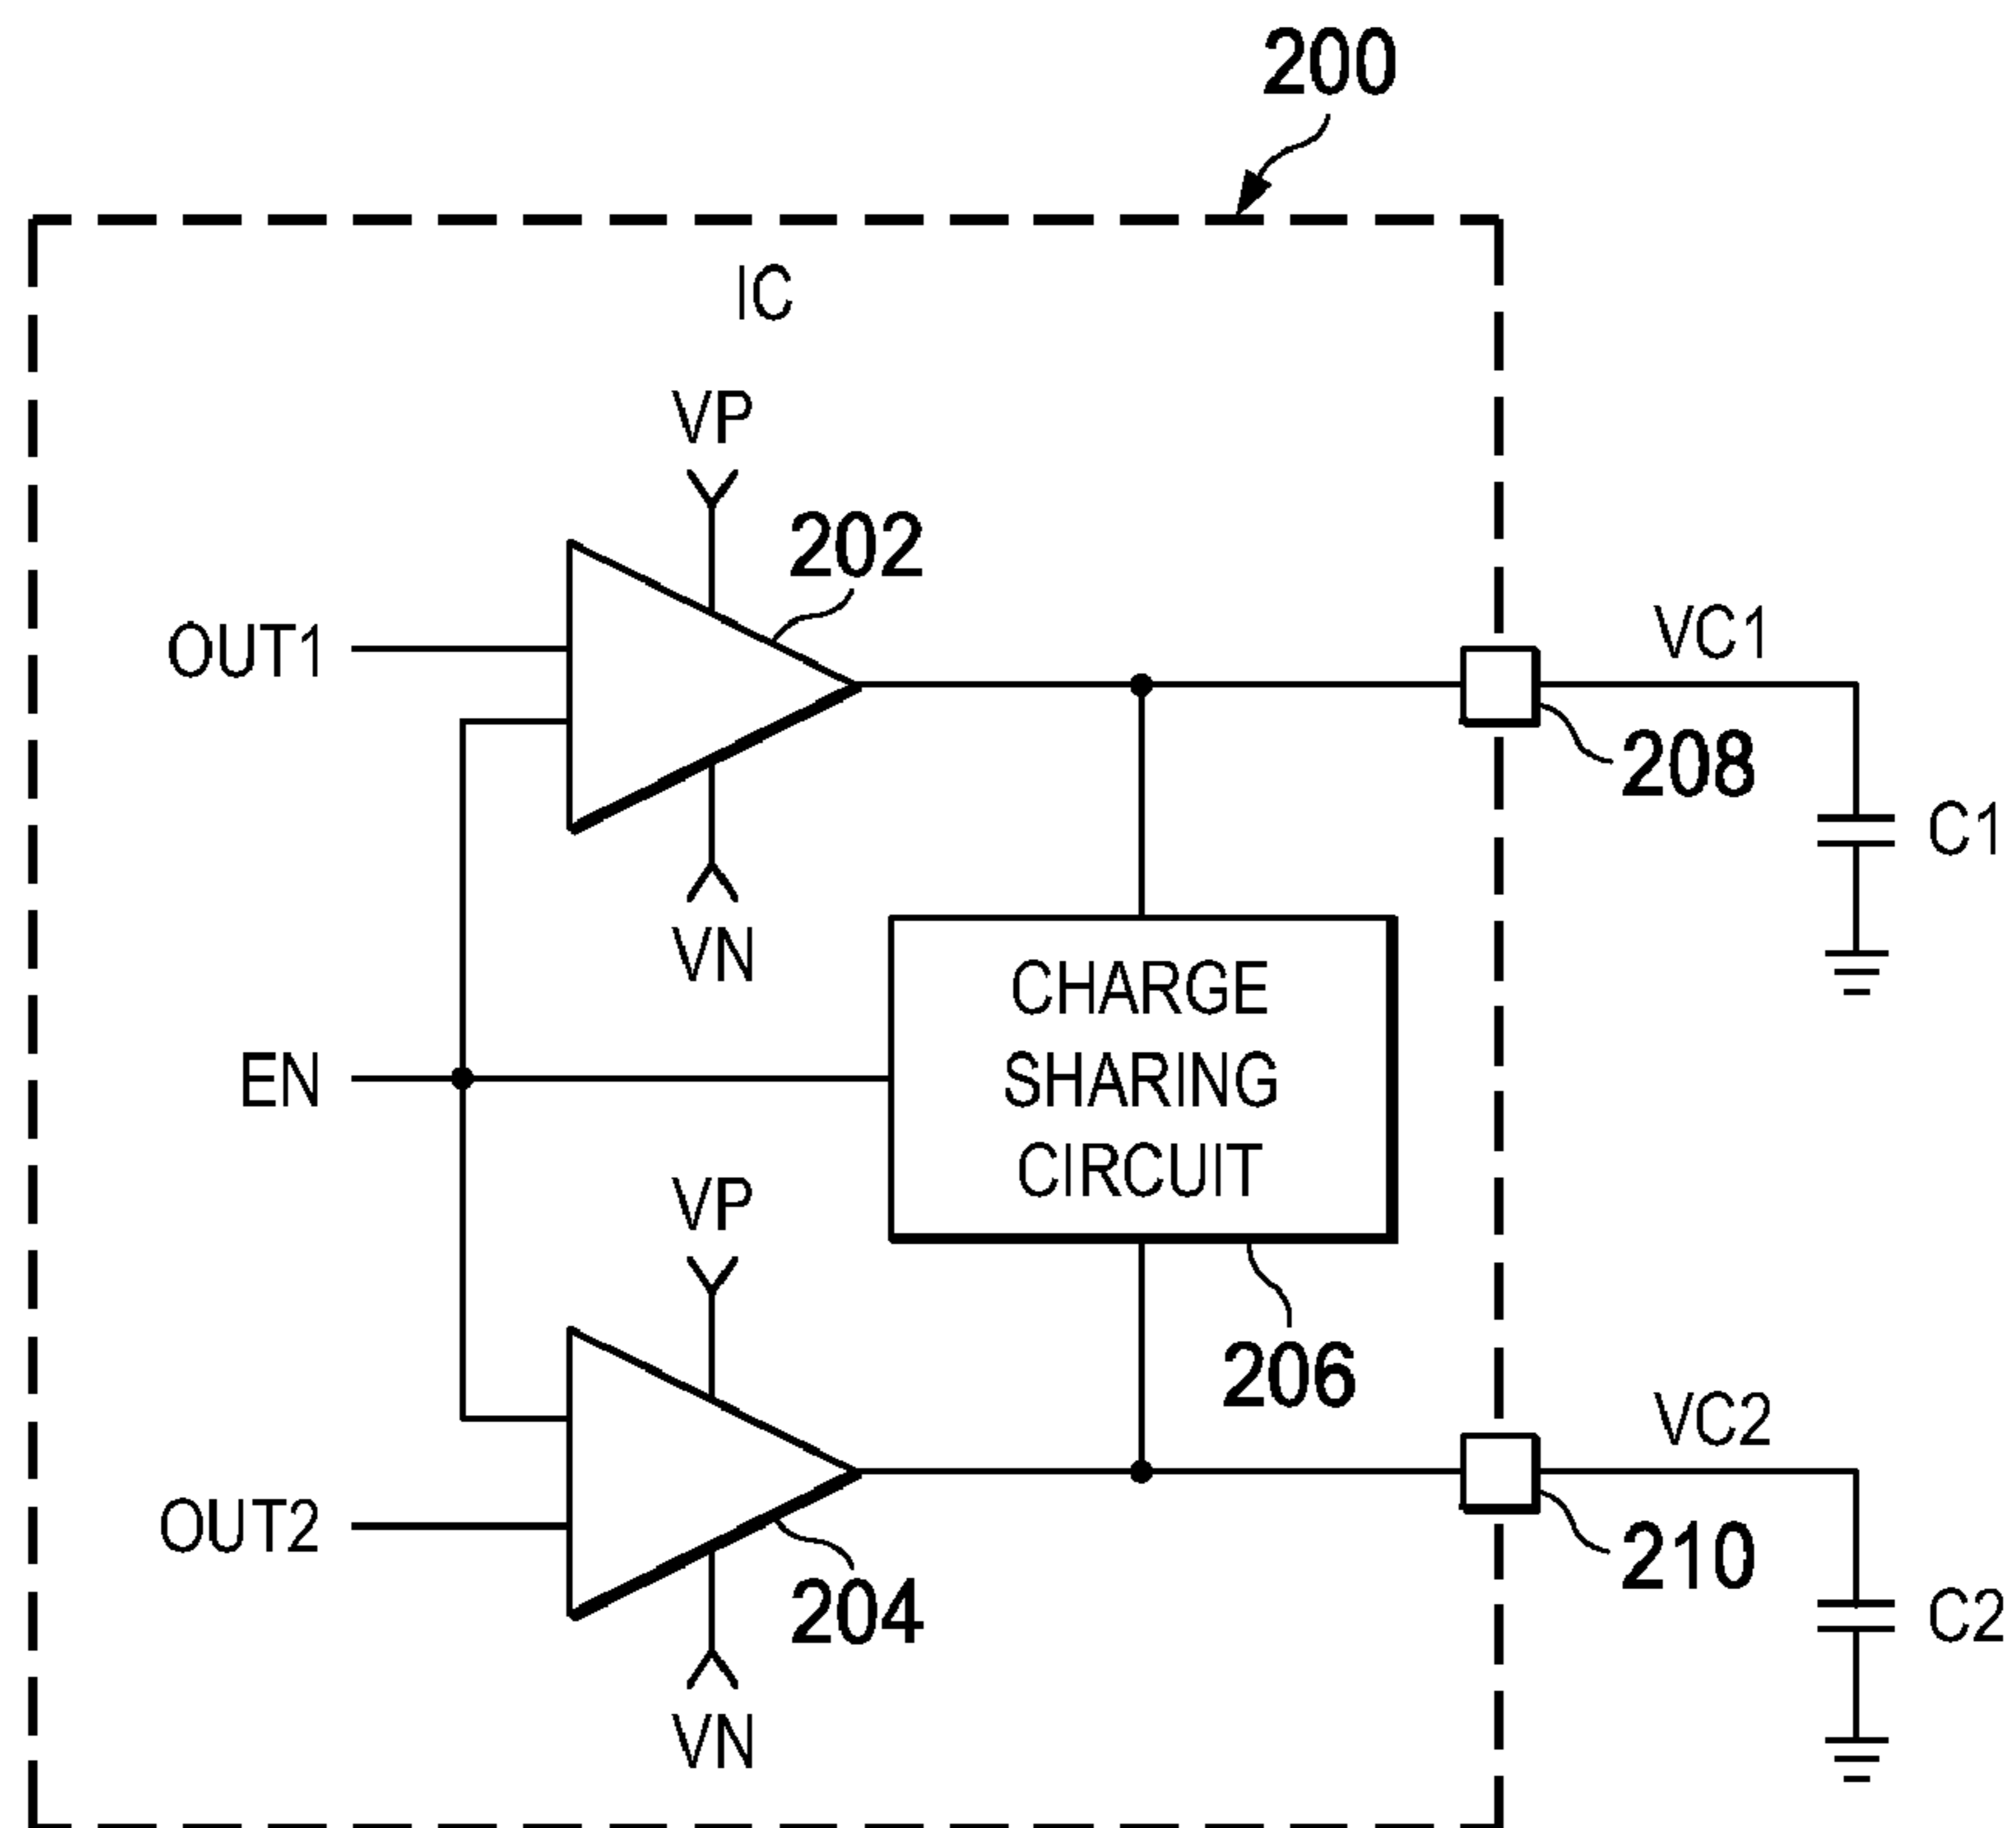 200
IC
VP
202
OUT1
VC1
208
C1
VN
CHARGE
SHARING
CIRCUIT
EN
VP
206
VC2
OUT2
210
204
C2
VN